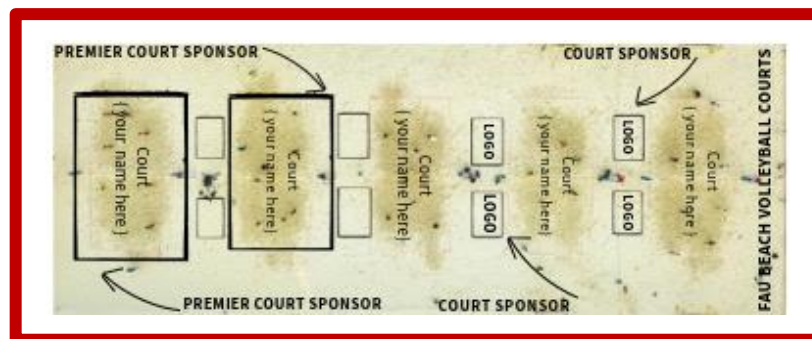 PREMIER COURT SPONSOR
COURT SPONSOR
Court
{ your name here }
Court
{ your name here }
Court
( your name here )
Court
{ your name here }
Court
( your name here )
LOGO
LOGO
LOGO
LOGO
PREMIER COURT SPONSOR
COURT SPONSOR
FAU BEACH VOLLEYBALL COURTS